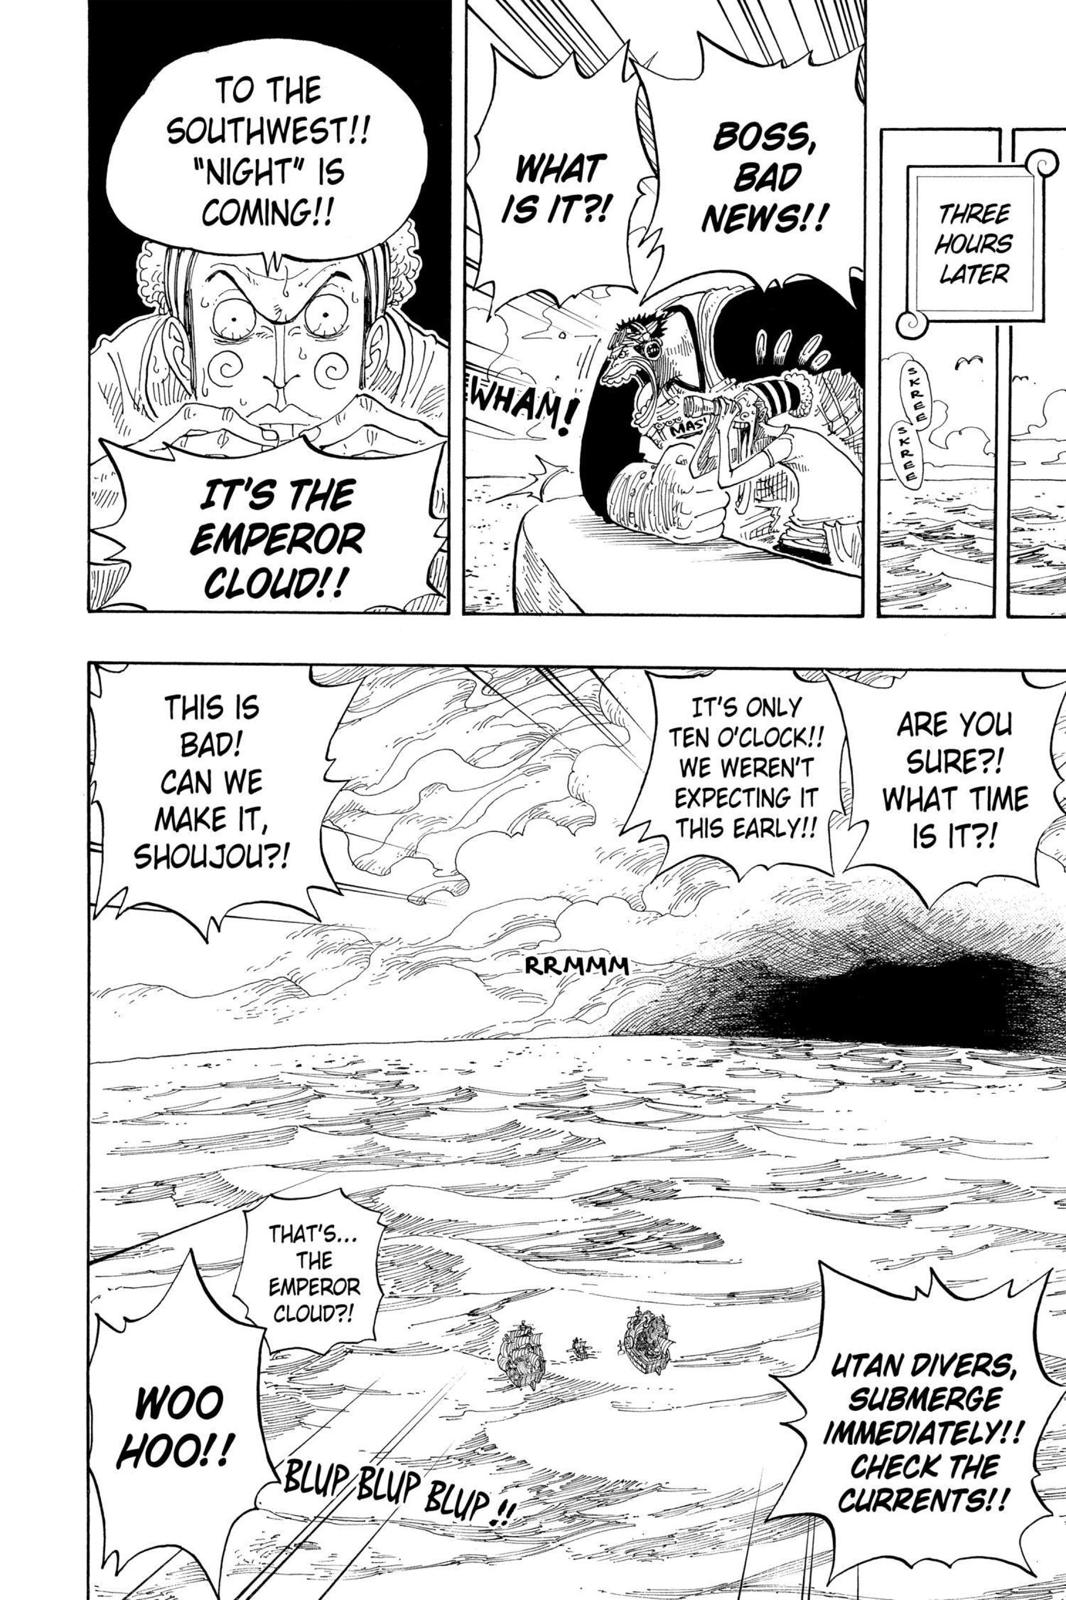 THREE
HOURS
LATER
SKREE
SKREE
BOSS,
BAD
NEWS!!
WHAT
IS IT?!
WHAM!
MAS
TO THE
SOUTHWEST!!
"NIGHT" IS
COMING!!
IT'S THE
EMPEROR
CLOUD!!
ARE YOU
SURE?!
WHAT TIME
IS IT?!
IT'S ONLY
TEN O'CLOCK!!
WE WEREN'T
EXPECTING IT
THIS EARLY!!
THIS IS
BAD!
CAN WE
MAKE IT,
SHOUJOU?!
RRMMM
UTAN DIVERS,
SUBMERGE
IMMEDIATELY!!
CHECK THE
CURRENTS!!
THAT'S...
THE
EMPEROR
CLOUD?!
WOO
HOO!!
BLUP BLUP BLUP!!